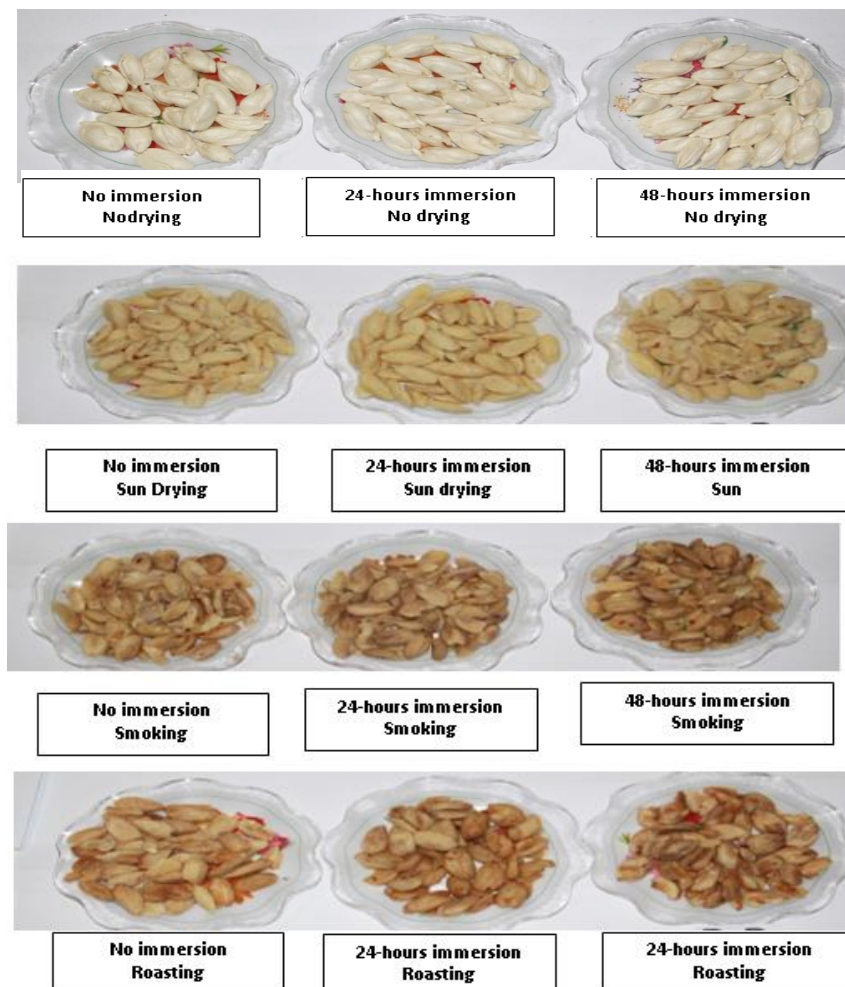 No immersion
Nodrying
24-hours immersion
No drying
48-hours immersion
No drying
No immersion
Sun Drying
24-hours immersion
Sun drying
48-hours immersion
Sun
No immersion
Smoking
24-hours immersion
Smoking
48-hours immersion
Smoking
No immersion
Roasting
24-hours immersion
Roasting
24-hours immersion
Roasting